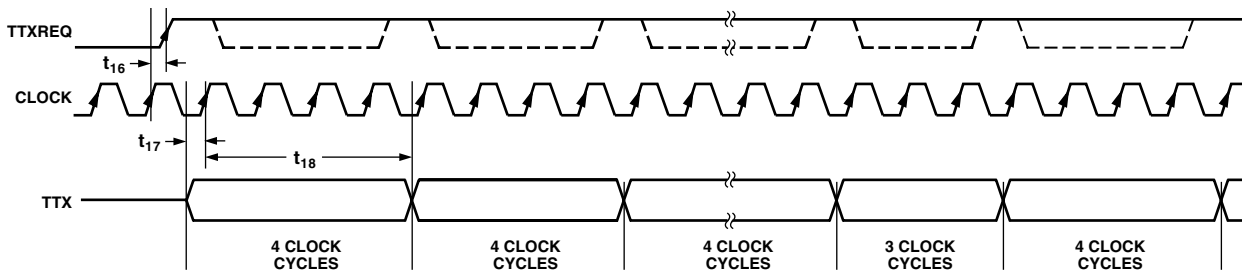 TTXREQ
t16
CLOCK
t17
t18
TTX
4 CLOCK
CYCLES
4 CLOCK
CYCLES
4 CLOCK
CYCLES
3 CLOCK
CYCLES
4 CLOCK
CYCLES